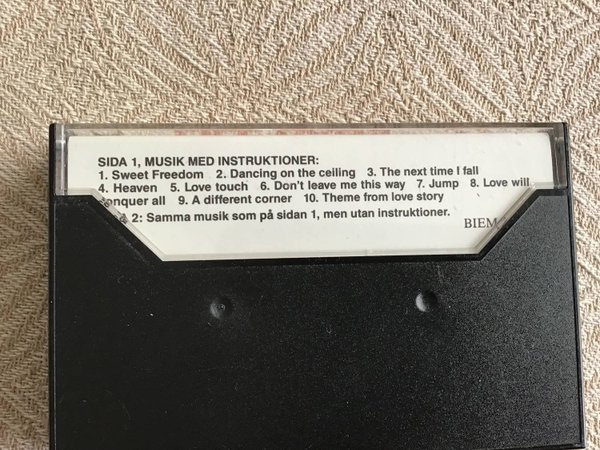 SIDA 1, MUSIK MED INSTRUKTIONER:
1. Sweet Freedom 2. Dancing on the ceiling 3. The next time I fall
4. Heaven 5. Love touch 6. Don't leave me this way 7. Jump 8. Love will
all 9. A different corner 10. Theme from love story
2: Samma musik som på sidan 1, men utan instruktioner.
BIEM